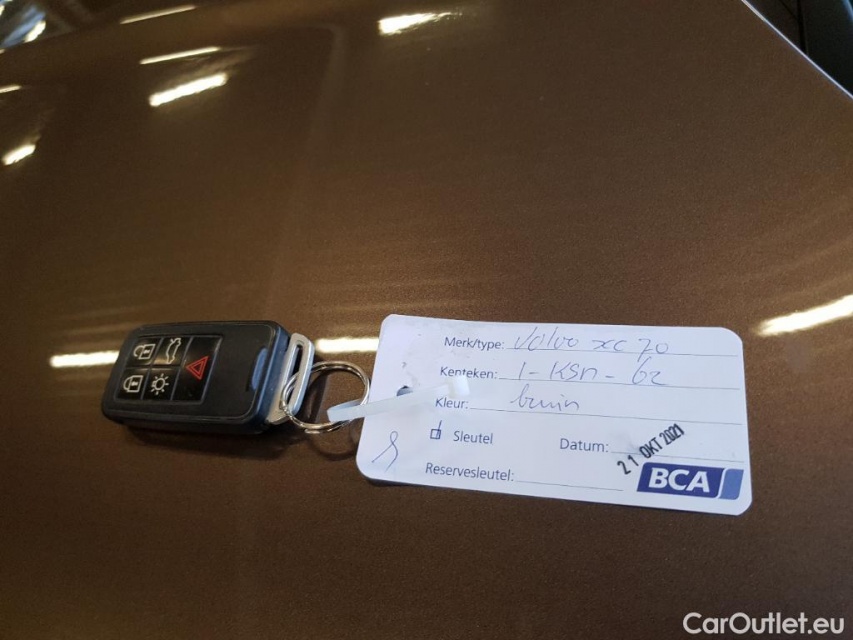 Merk/type: Volvo xc 70
Kenteken: 1-KSN-62
Kleur: bruin
Sleutel
Datum: 21 OKT 2021
Reservesleutel:
BCA
CarOutlet.eu